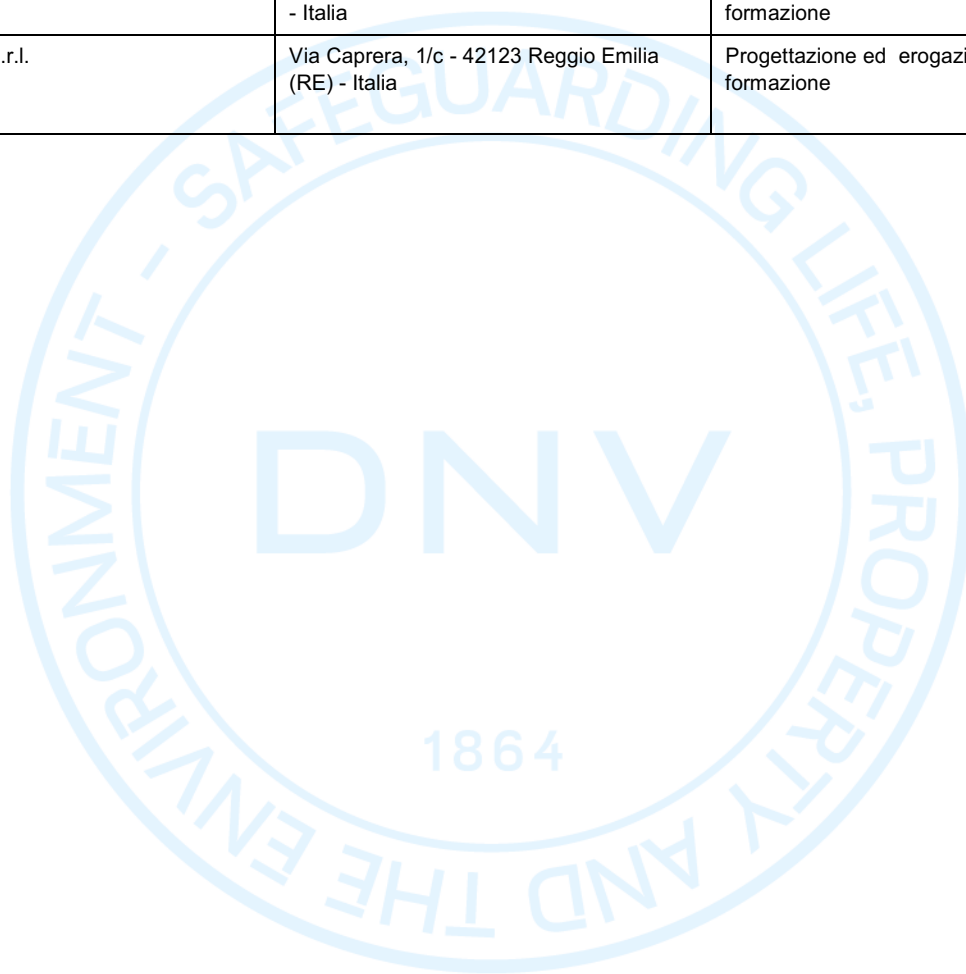 - Italia
formazione
.r.l.
Via Caprera, 1/c - 42123 Reggio Emilia
(RE) - Italia
Progettazione ed erogazi
formazione
SAFEGUARDING LIFE, PROPERTY AND THE ENVIRONMENT -
DNV
1864